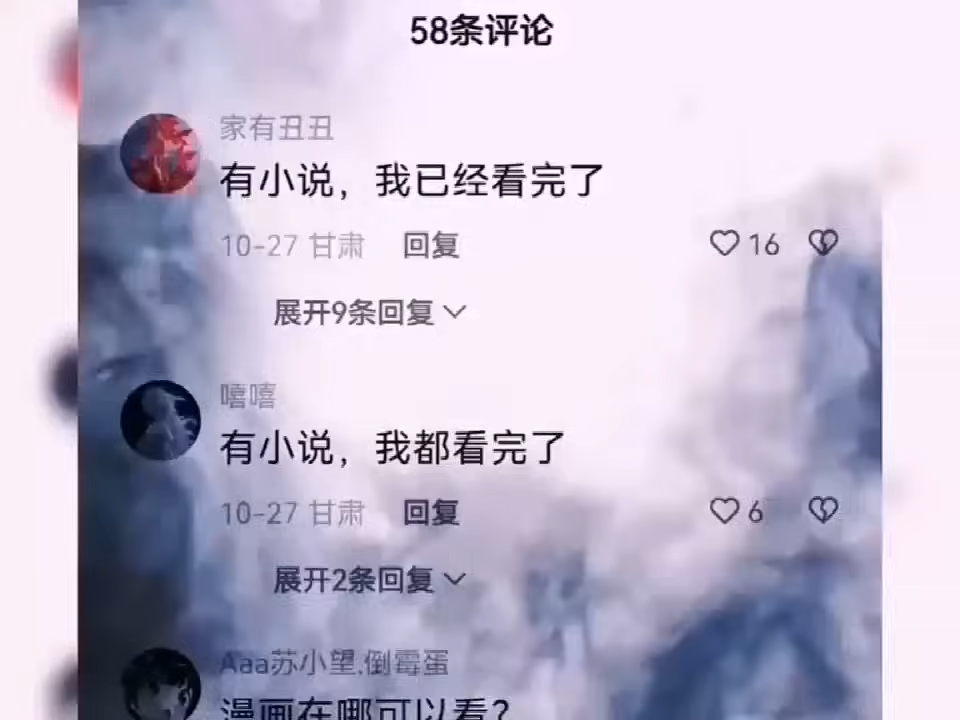 58条评论
家有丑丑
有小说，我已经看完了
10-27 甘肃 回复 16
展开9条回复
嘻嘻
有小说，我都看完了
10-27 甘肃 回复 6
展开2条回复
Aaa苏小望.倒霉蛋
漫画在哪可以看?